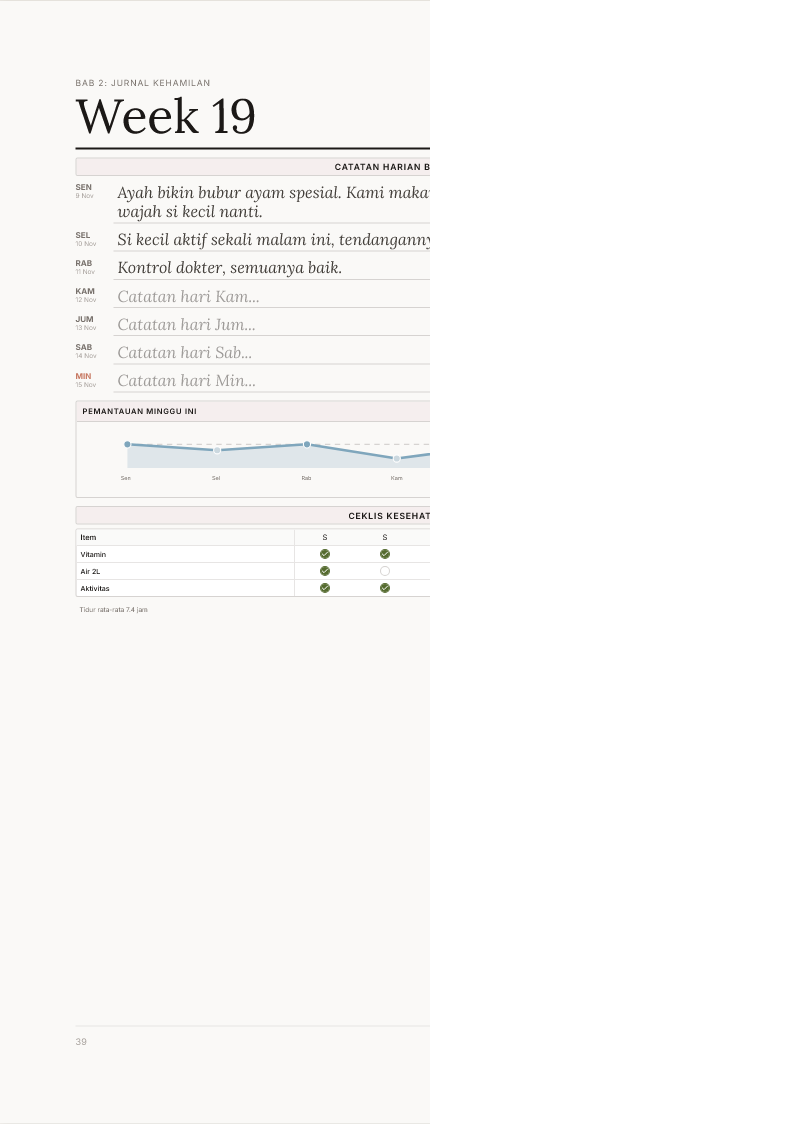 BAB 2: JURNAL KEHAMILAN
Week 19
CATATAN HARIAN
SEN
9 Nov
Ayah bikin bubur ayam spesial. Kami
wajah si kecil nanti.
SEL
10 Nov
Si kecil aktif sekali malam ini,
RAB
11 Nov
Kontrol dokter, semuanya baik.
KAM
12 Nov
Catatan hari Kam...
JUM
13 Nov
Catatan hari Jum...
SAB
14 Nov
Catatan hari Sab...
MIN
15 Nov
Catatan hari Min...
PEMANTAUAN MINGGU INI
Sen Sel Rab Kam
CEKLIS
Item S S
Vitamin
Air 2L
Aktivitas
Tidur rata-rata 7.4 jam
39